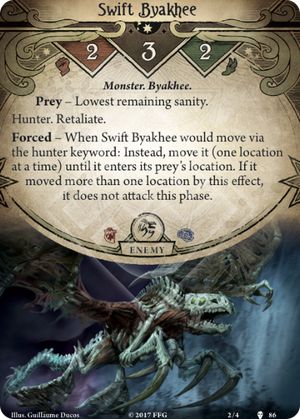 Swift Byakhee
2 3 2
Monster. Byakhee.
Prey – Lowest remaining sanity.
Hunter. Retaliate.
Forced – When Swift Byakhee would move via
the hunter keyword: Instead, move it (one location
at a time) until it enters its prey's location. If it
moved more than one location by this effect,
it does not attack this phase.
ENEMY
Illus. Guillaume Ducos
© 2017 FFG
2/4
86